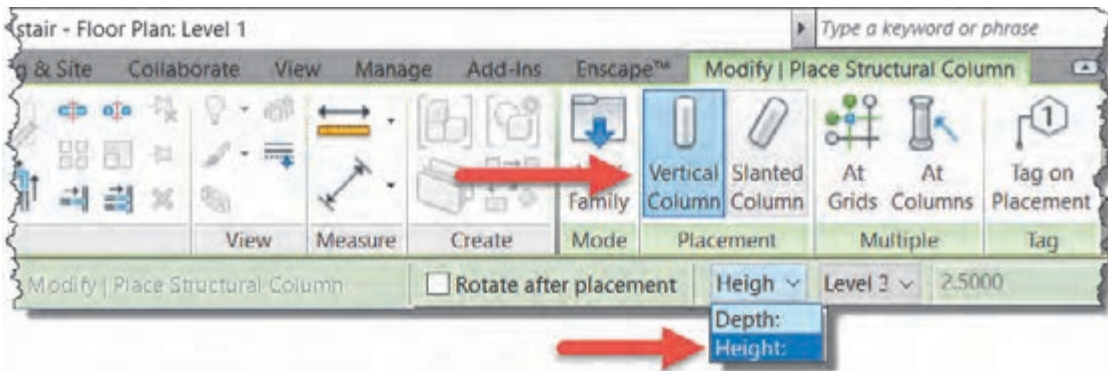 stair - Floor Plan: Level 1
Type a keyword or phrase
& Site Collaborate View Manage Add-Ins Enscape™ Modify | Place Structural Column
1
Family
Vertical Column
Slanted Column
At Grids
At Columns
Tag on Placement
View Measure Create Mode Placement Multiple Tag
Modify | Place Structural Column Rotate after placement Heigh Level 3 2.5000
Depth:
Height: